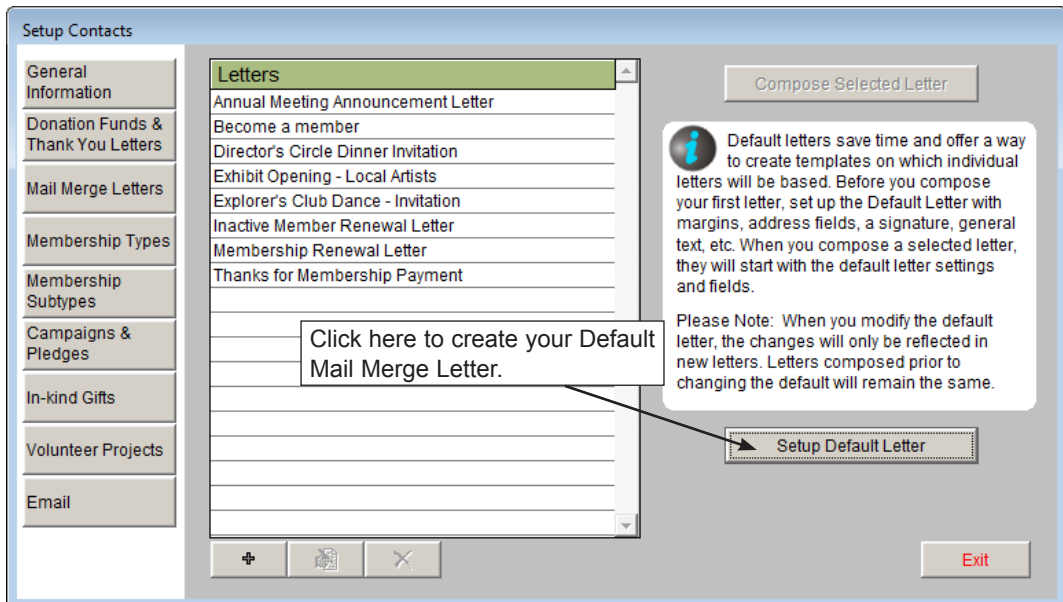 Setup Contacts
General
Information
Donation Funds &
Thank You Letters
Mail Merge Letters
Membership Types
Membership
Subtypes
Campaigns &
Pledges
In-kind Gifts
Volunteer Projects
Email
Letters
Annual Meeting Announcement Letter
Become a member
Director's Circle Dinner Invitation
Exhibit Opening - Local Artists
Explorer's Club Dance - Invitation
Inactive Member Renewal Letter
Membership Renewal Letter
Thanks for Membership Payment
Click here to create your Default
Mail Merge Letter.
Compose Selected Letter
Default letters save time and offer a way
to create templates on which individual
letters will be based. Before you compose
your first letter, set up the Default Letter with
margins, address fields, a signature, general
text, etc. When you compose a selected letter,
they will start with the default letter settings
and fields.
Please Note: When you modify the default
letter, the changes will only be reflected in
new letters. Letters composed prior to
changing the default will remain the same.
Setup Default Letter
Exit